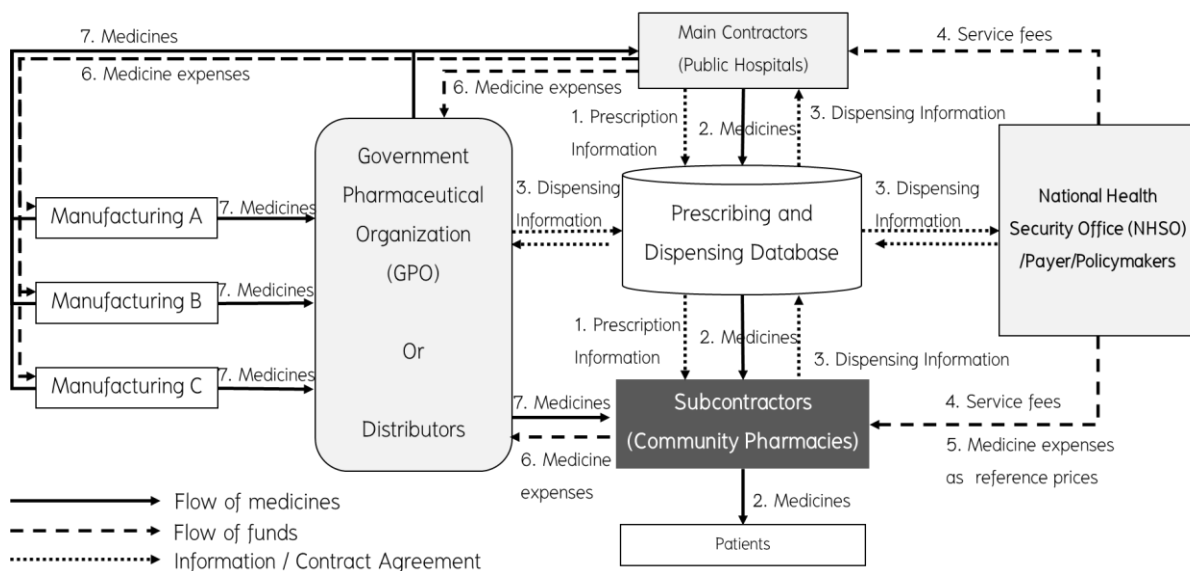 7. Medicines
6. Medicine expenses
6. Medicine expenses
Main Contractors
(Public Hospitals)
4. Service fees
1. Prescription
Information
2. Medicines
3. Dispensing Information
Government
Pharmaceutical
Organization
(GPO)
Or
Distributors
Manufacturing A
7. Medicines
Manufacturing B
7. Medicines
Manufacturing C
7. Medicines
3. Dispensing
Information
Prescribing and
Dispensing Database
3. Dispensing
Information
National Health
Security Office (NHSO)
/Payer/Policymakers
1. Prescription
Information
2. Medicines
3. Dispensing Information
7. Medicines
6. Medicine
expenses
Subcontractors
(Community Pharmacies)
4. Service fees
5. Medicine expenses
as reference prices
2. Medicines
Patients
Flow of medicines
Flow of funds
Information / Contract Agreement